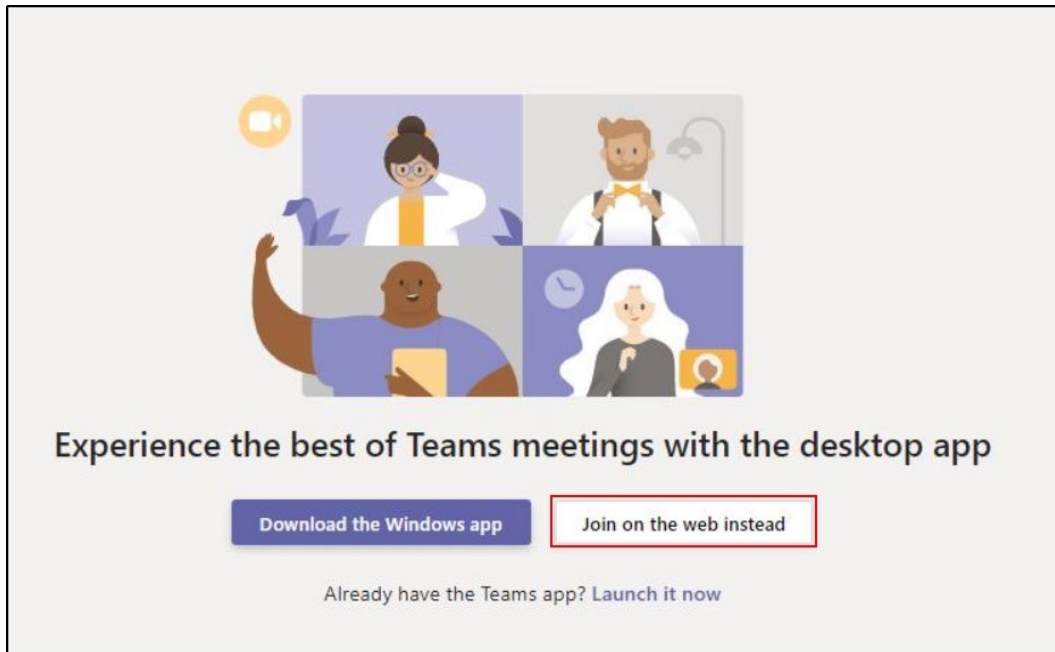 Experience the best of Teams meetings with the desktop app
Download the Windows app
Join on the web instead
Already have the Teams app? Launch it now